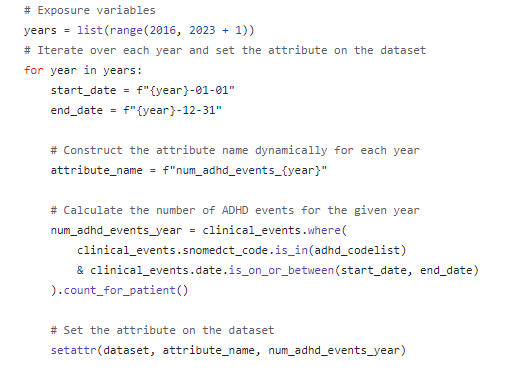 # Exposure variables
years = list(range(2016, 2023 + 1))
# Iterate over each year and set the attribute on the dataset
for year in years:
    start_date = f"{year}-01-01"
    end_date = f"{year}-12-31"

    # Construct the attribute name dynamically for each year
    attribute_name = f"num_adhd_events_{year}"

    # Calculate the number of ADHD events for the given year
    num_adhd_events_year = clinical_events.where(
        clinical_events.snomedct_code.is_in(adhd_codelist)
        & clinical_events.date.is_on_or_between(start_date, end_date)
    ).count_for_patient()

    # Set the attribute on the dataset
    setattr(dataset, attribute_name, num_adhd_events_year)